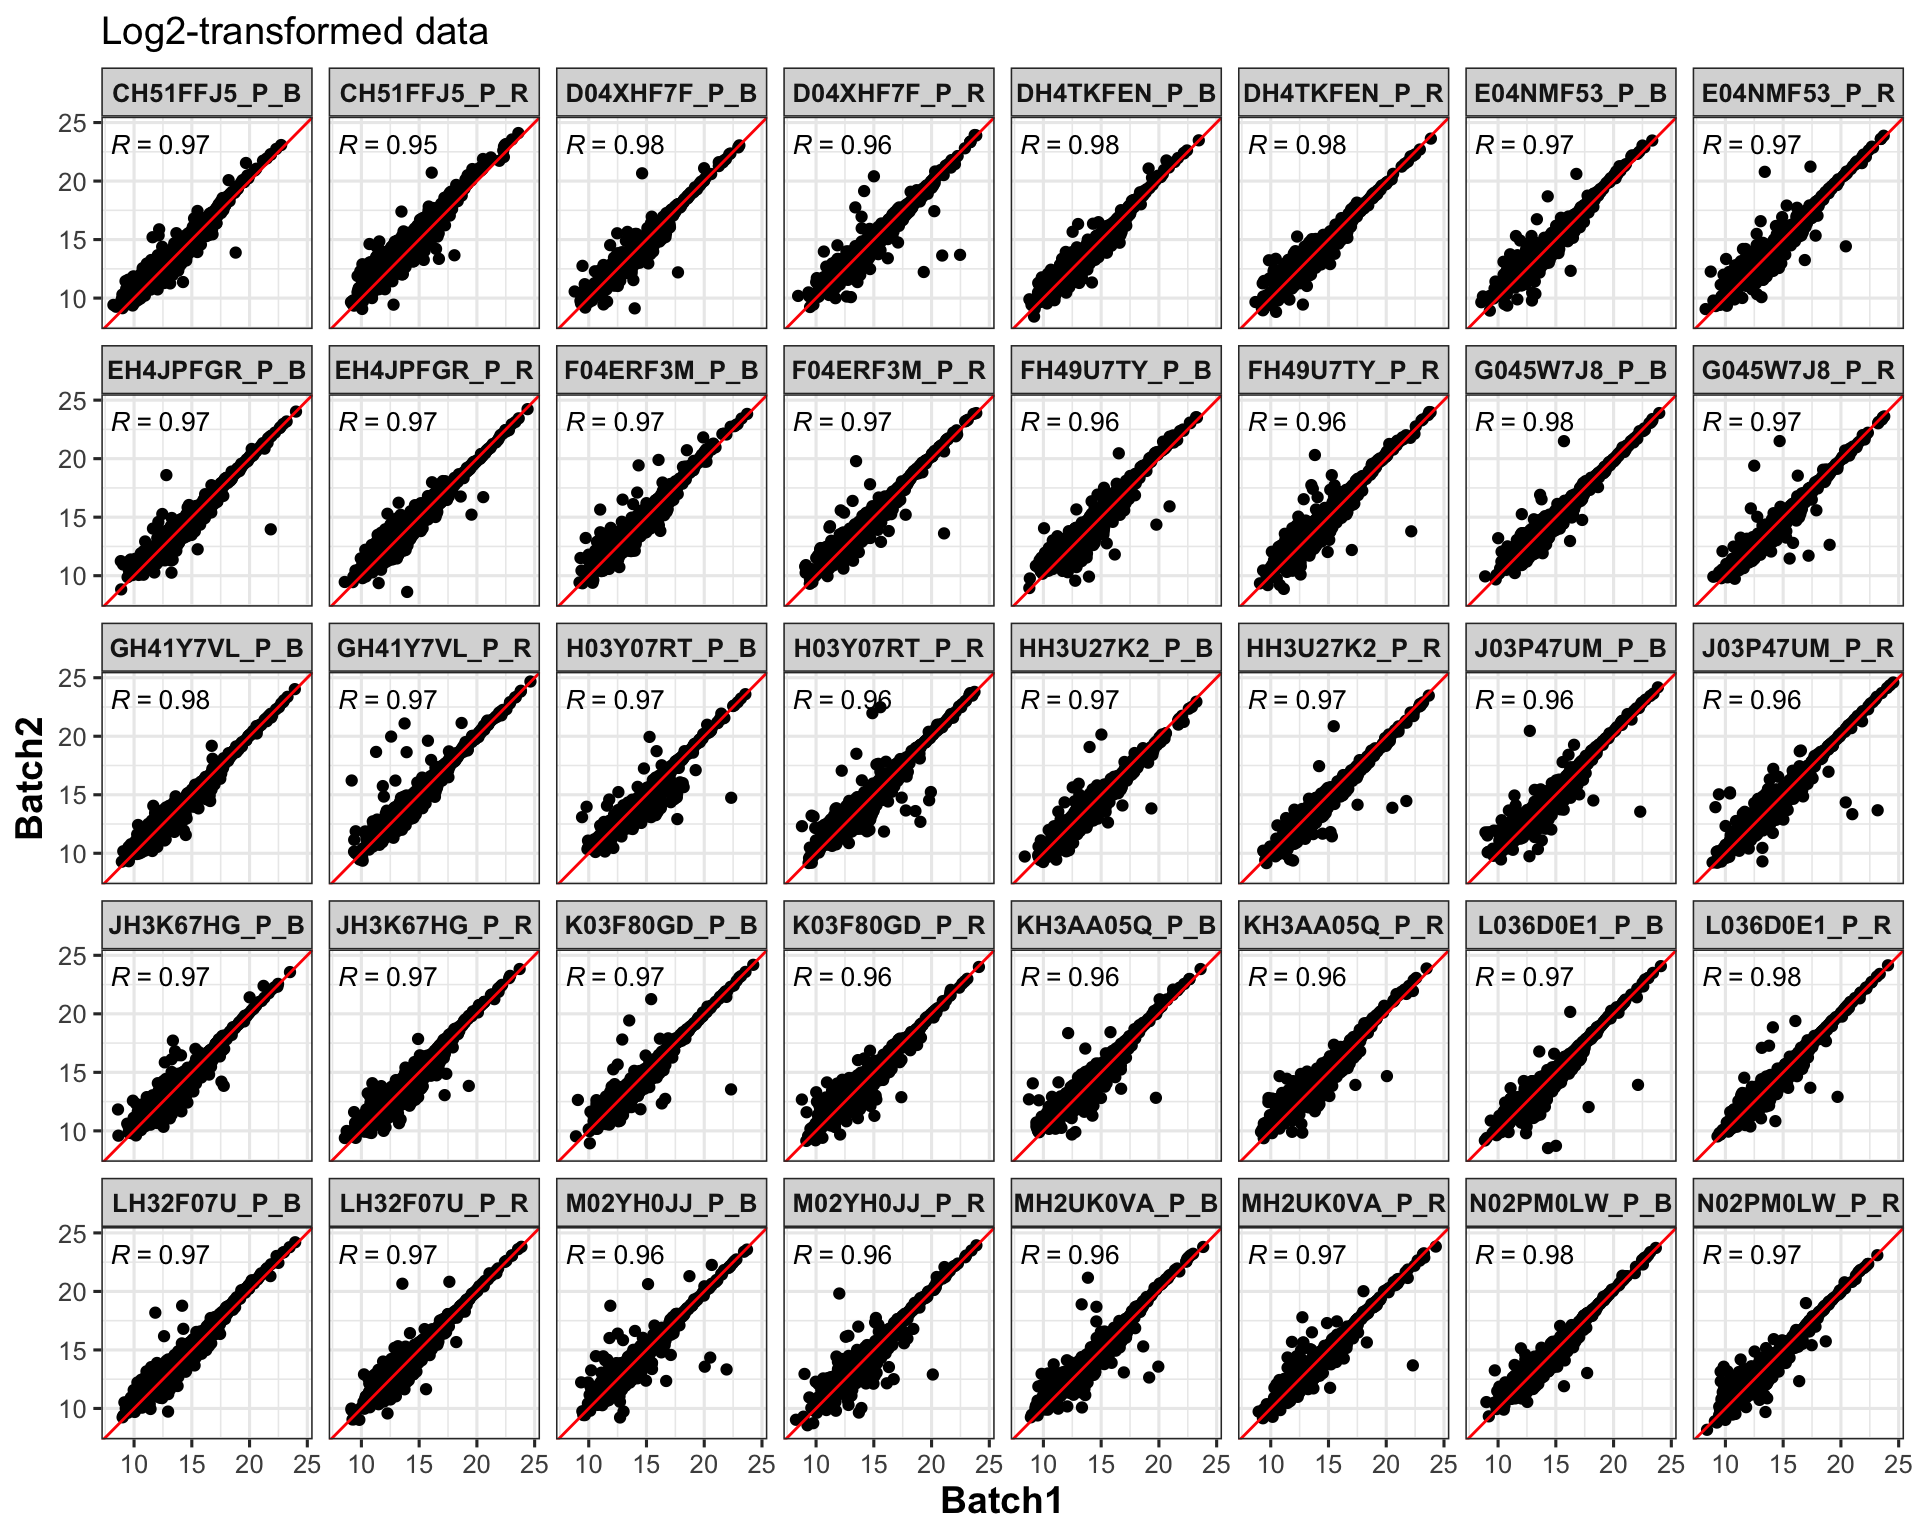 Log2-transformed data
CH51FFJ5_P_B CH51FFJ5_P_R D04XHF7F_P_B D04XHF7F_P_R DH4TKFEN_P_B DH4TKFEN_P_R E04NMF53_P_B E04NMF53_P_R
25 R = 0.97 R = 0.95 R = 0.98 R = 0.96 R = 0.98 R = 0.98 R = 0.97 R = 0.97
20
15
10
EH4JPFGR_P_B EH4JPFGR_P_R F04ERF3M_P_B F04ERF3M_P_R FH49U7TY_P_B FH49U7TY_P_R G045W7J8_P_B G045W7J8_P_R
25 R = 0.97 R = 0.97 R = 0.97 R = 0.97 R = 0.96 R = 0.96 R = 0.98 R = 0.97
20
15
10
GH41Y7VL_P_B GH41Y7VL_P_R H03Y07RT_P_B H03Y07RT_P_R HH3U27K2_P_B HH3U27K2_P_R J03P47UM_P_B J03P47UM_P_R
25 R = 0.98 R = 0.97 R = 0.97 R = 0.96 R = 0.97 R = 0.97 R = 0.96 R = 0.96
20
15
10
Batch2
JH3K67HG_P_B JH3K67HG_P_R K03F80GD_P_B K03F80GD_P_R KH3AA05Q_P_B KH3AA05Q_P_R L036D0E1_P_B L036D0E1_P_R
25 R = 0.97 R = 0.97 R = 0.97 R = 0.96 R = 0.96 R = 0.96 R = 0.97 R = 0.98
20
15
10
LH32F07U_P_B LH32F07U_P_R M02YH0JJ_P_B M02YH0JJ_P_R MH2UK0VA_P_B MH2UK0VA_P_R N02PM0LW_P_B N02PM0LW_P_R
25 R = 0.97 R = 0.97 R = 0.96 R = 0.96 R = 0.96 R = 0.97 R = 0.98 R = 0.97
20
15
10
10 15 20 25 10 15 20 25 10 15 20 25 10 15 20 25 10 15 20 25 10 15 20 25 10 15 20 25 10 15 20 25
Batch1